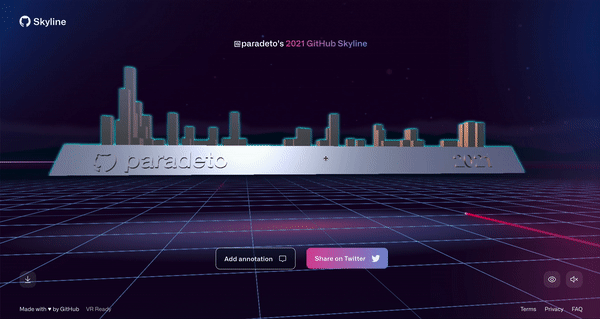 Skyline
@paradeto's 2021 GitHub Skyline
paradeto
2021
Add annotation
Share on Twitter
Made with ♥ by GitHub VR Ready
Terms Privacy FAQ